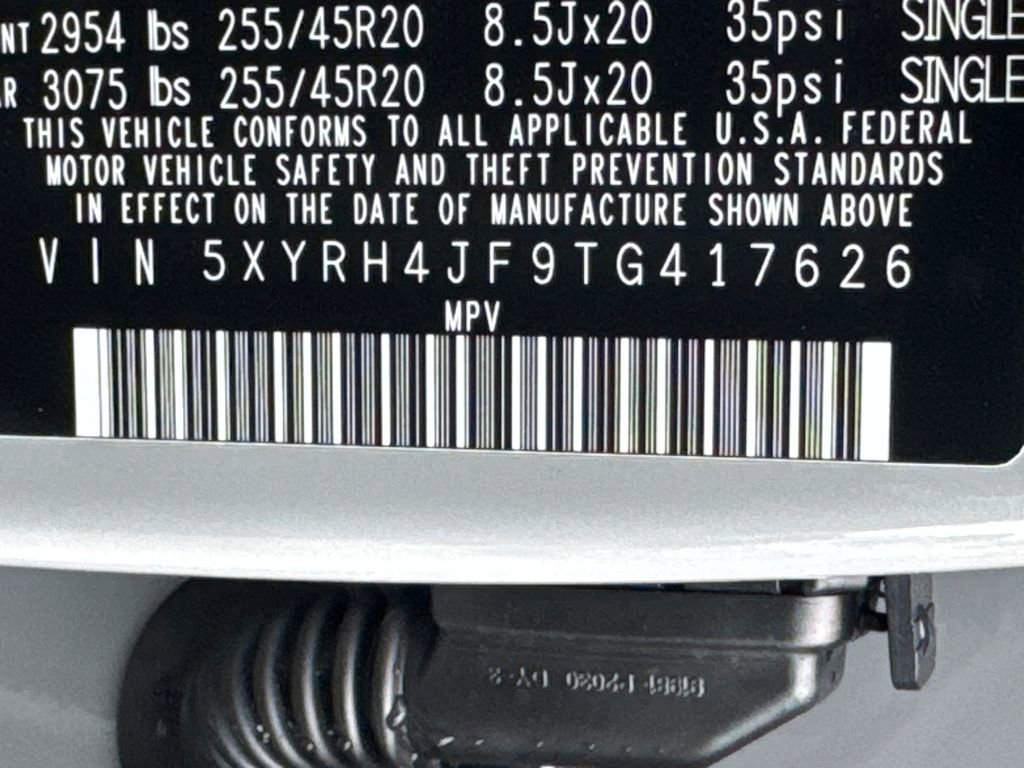 NT 2954 lbs 255/45R20 8.5Jx20 35psi SINGLE
AR 3075 lbs 255/45R20 8.5Jx20 35psi SINGLE
THIS VEHICLE CONFORMS TO ALL APPLICABLE U.S.A. FEDERAL
MOTOR VEHICLE SAFETY AND THEFT PREVENTION STANDARDS
IN EFFECT ON THE DATE OF MANUFACTURE SHOWN ABOVE
VIN 5XYRH4JF9TG417626
MPV